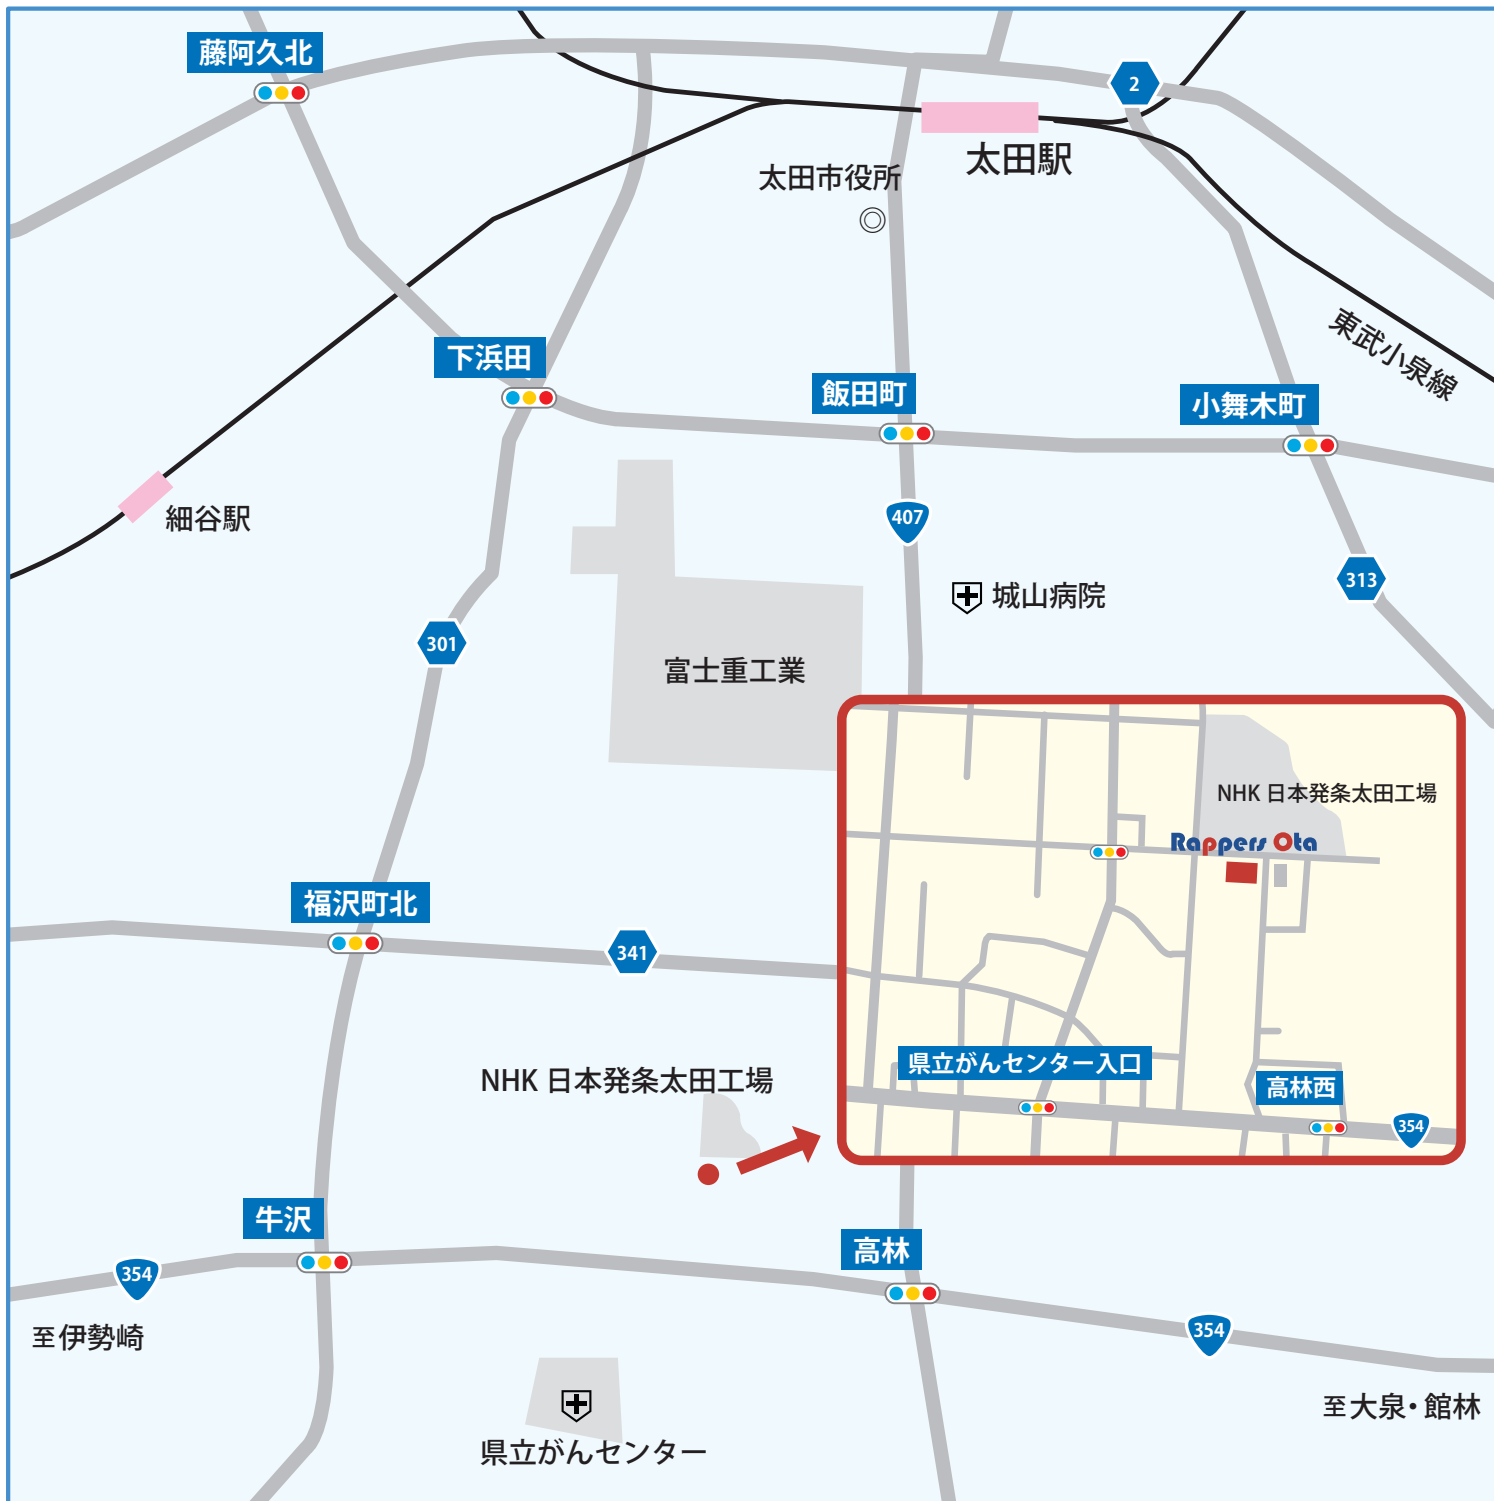 藤阿久北
2
太田駅
太田市役所
東武小泉線
下浜田
飯田町
小舞木町
細谷駅
407
城山病院
313
301
富士重工業
NHK 日本発条太田工場
Rappers Ota
福沢町北
341
県立がんセンター入口
高林西
354
NHK 日本発条太田工場
牛沢
高林
354
354
至伊勢崎
至大泉・館林
県立がんセンター